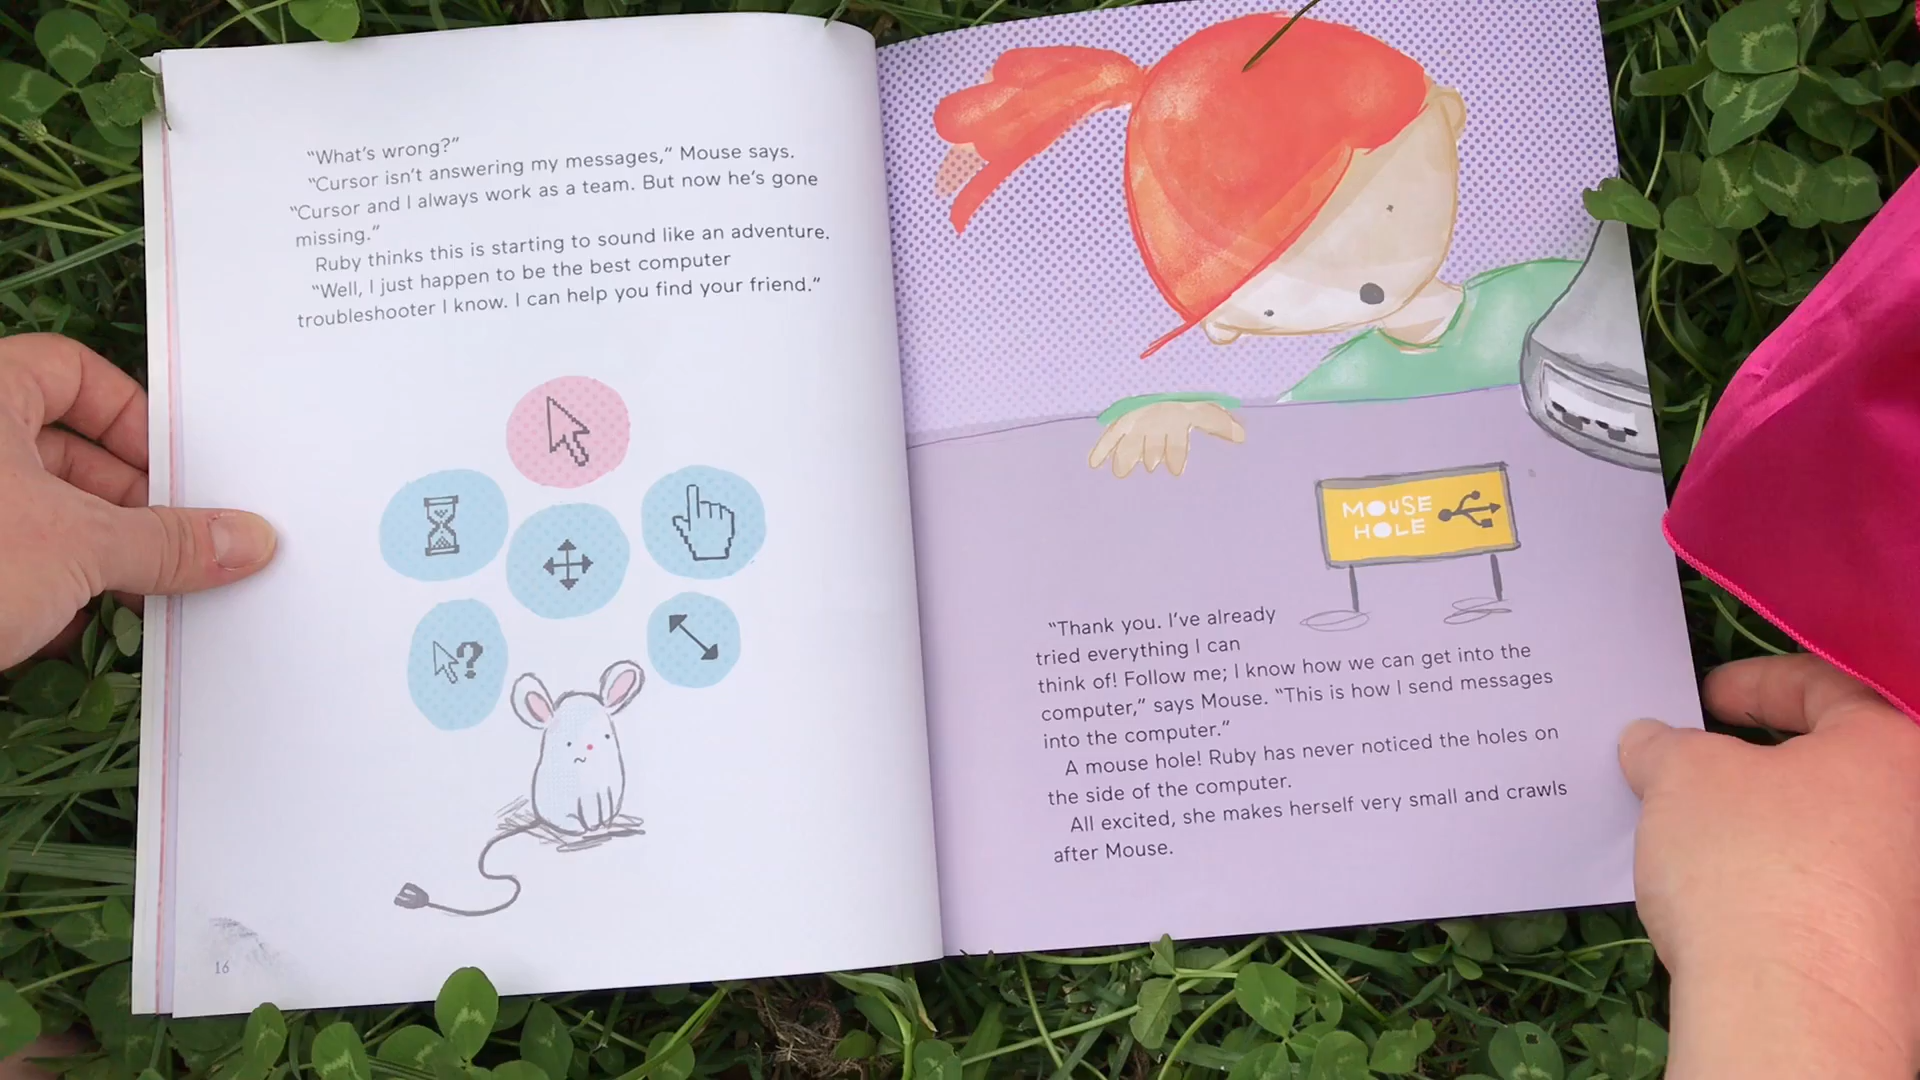 “What’s wrong?”
“Cursor isn’t answering my messages,” Mouse says.
“Cursor and I always work as a team. But now he’s gone
missing.”
Ruby thinks this is starting to sound like an adventure.
“Well, I just happen to be the best computer
troubleshooter I know. I can help you find your friend.”
?
16
MOUSE
HOLE
“Thank you. I’ve already
tried everything I can
think of! Follow me; I know how we can get into the
computer,” says Mouse. “This is how I send messages
into the computer.”
A mouse hole! Ruby has never noticed the holes on
the side of the computer.
All excited, she makes herself very small and crawls
after Mouse.